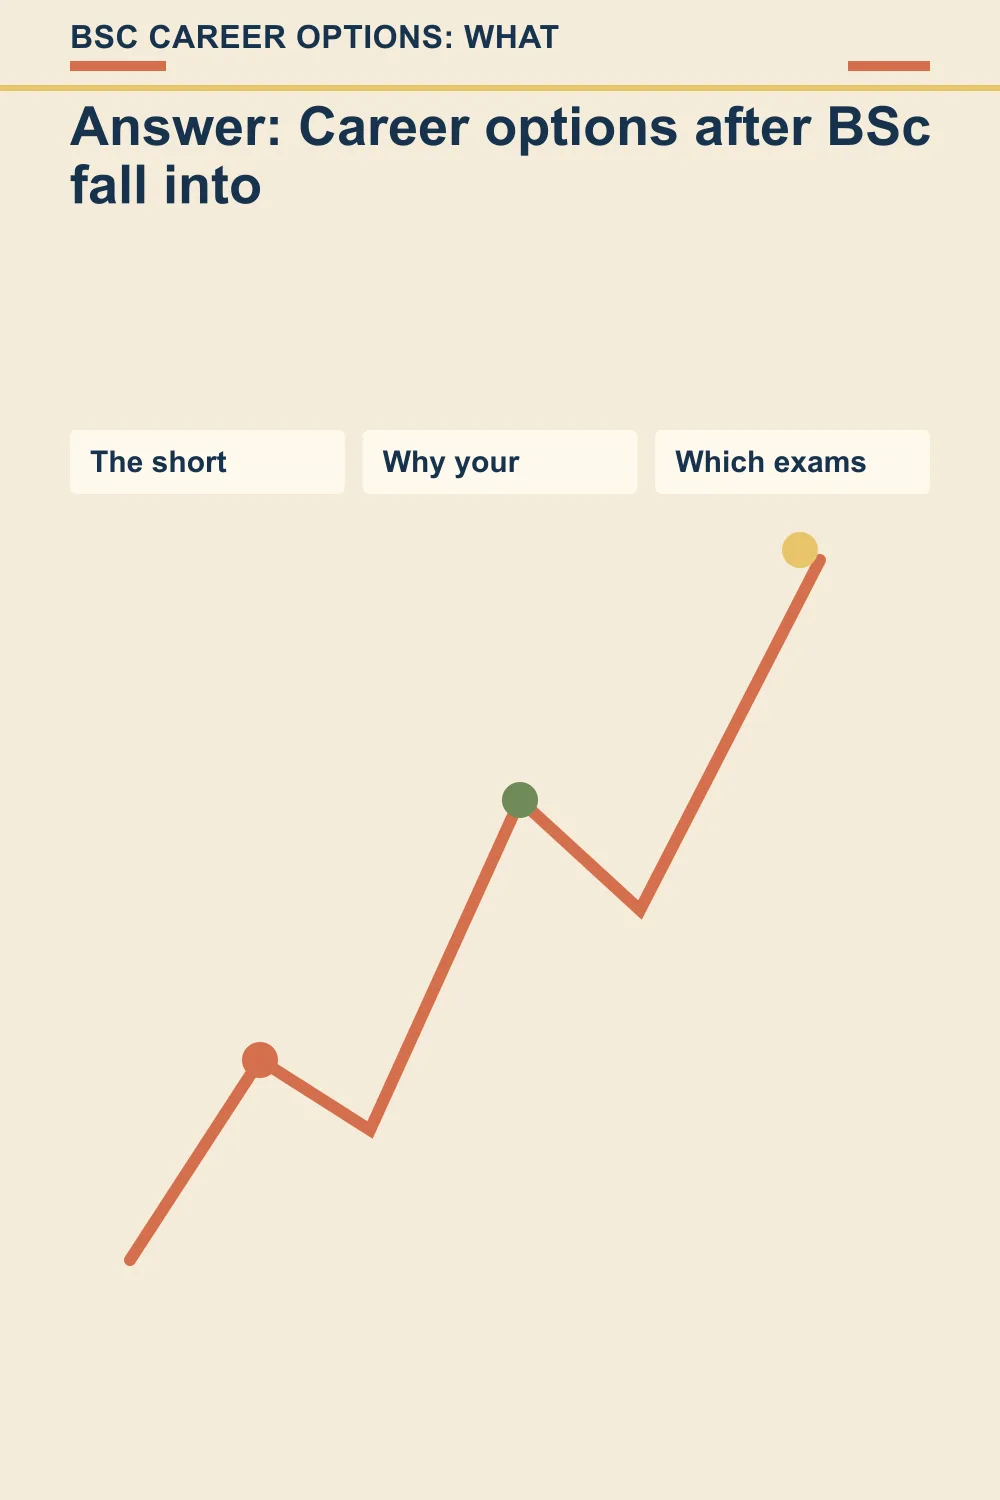 BSC CAREER OPTIONS: WHAT
Answer: Career options after BSc
fall into
The short
Why your
Which exams